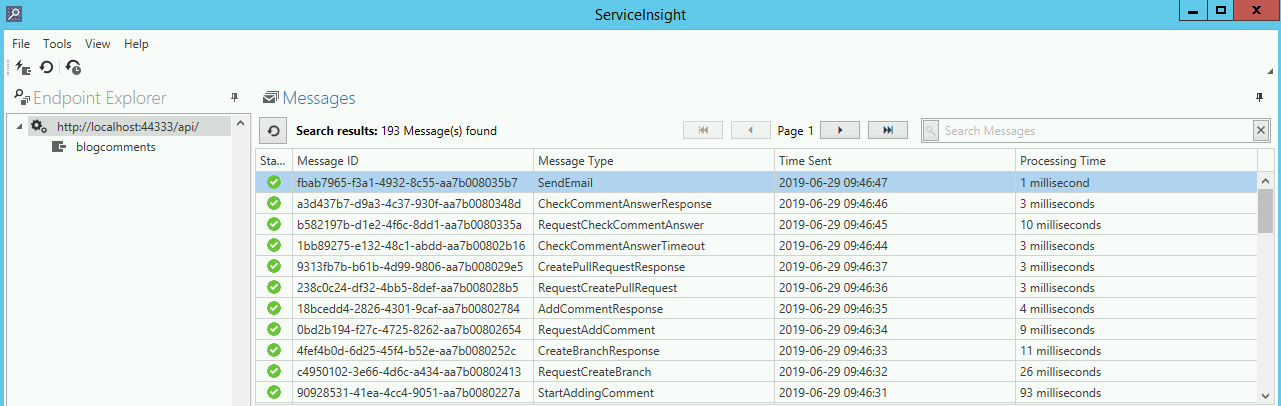 ServiceInsight
File Tools View Help
Endpoint Explorer
http://localhost:44333/api/
blogcomments
Messages
Search results: 193 Message(s) found
Page 1
Search Messages
Sta... Message ID Message Type Time Sent Processing Time
fbab7965-f3a1-4932-8c55-aa7b008035b7 SendEmail 2019-06-29 09:46:47 1 millisecond
a3d437b7-d9a3-4c37-930f-aa7b0080348d CheckCommentAnswerResponse 2019-06-29 09:46:46 3 milliseconds
b582197b-d1e2-4f6c-8dd1-aa7b0080335a RequestCheckCommentAnswer 2019-06-29 09:46:45 10 milliseconds
1bb89275-e132-48c1-abdd-aa7b00802b16 CheckCommentAnswerTimeout 2019-06-29 09:46:44 3 milliseconds
9313fb7b-b61b-4d99-9806-aa7b008029e5 CreatePullRequestResponse 2019-06-29 09:46:37 3 milliseconds
238c0c24-df32-4bb5-8def-aa7b008028b5 RequestCreatePullRequest 2019-06-29 09:46:36 3 milliseconds
18bcedd4-2826-4301-9caf-aa7b00802784 AddCommentResponse 2019-06-29 09:46:35 4 milliseconds
0bd2b194-f27c-4725-8262-aa7b00802654 RequestAddComment 2019-06-29 09:46:34 9 milliseconds
4fef4b0d-6d25-45f4-b52e-aa7b0080252c CreateBranchResponse 2019-06-29 09:46:33 11 milliseconds
c4950102-3e66-4d6c-a434-aa7b00802413 RequestCreateBranch 2019-06-29 09:46:32 26 milliseconds
90928531-41ea-4cc4-9051-aa7b0080227a StartAddingComment 2019-06-29 09:46:31 93 milliseconds